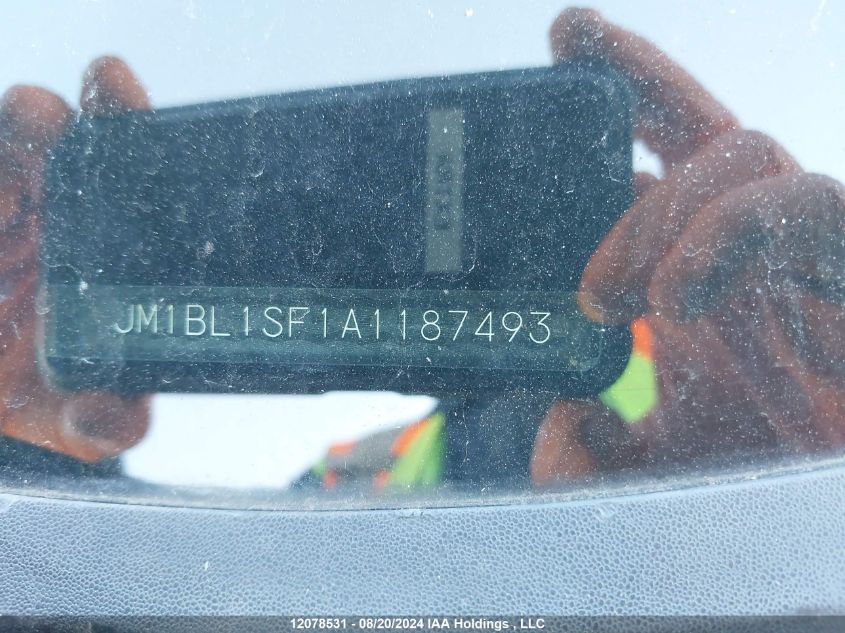 JM1BL1SF1A1187493
12078531 - 08/20/2024 IAA Holdings , LLC